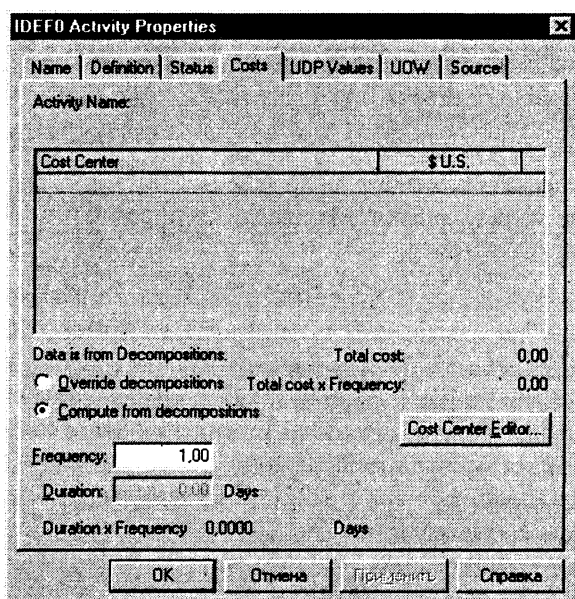 IDEF0 Activity Properties
Name Definition Status Costs UDP Values UOW Source
Activity Name:
Cost Center $ U.S.
Data is from Decompositions. Total cost: 0,00
Override decompositions Total cost x Frequency: 0,00
Compute from decompositions
Cost Center Editor...
Frequency: 1,00
Duration: 0,00 Days
Duration x Frequency 0,0000 Days
OK Отмена Применить Справка